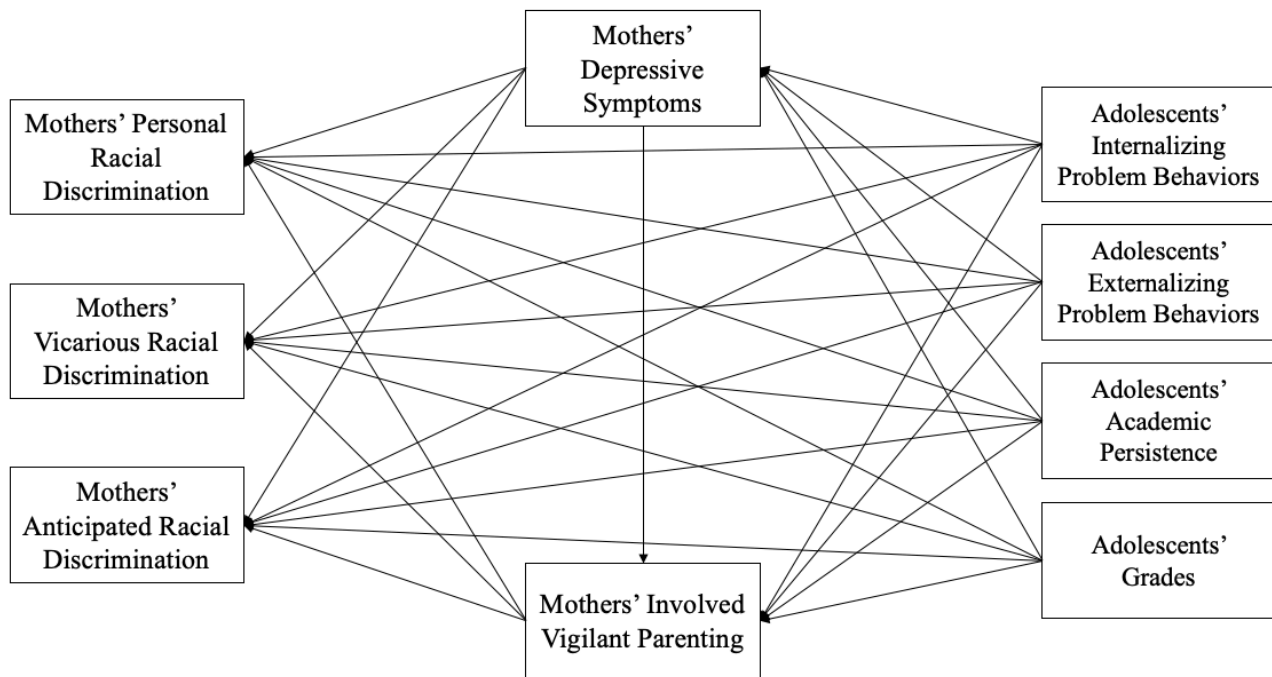 Mothers’
Depressive
Symptoms
Mothers’ Personal
Racial
Discrimination
Mothers’
Vicarious Racial
Discrimination
Mothers’
Anticipated Racial
Discrimination
Mothers’ Involved
Vigilant Parenting
Adolescents’
Internalizing
Problem Behaviors
Adolescents’
Externalizing
Problem Behaviors
Adolescents’
Academic
Persistence
Adolescents’
Grades